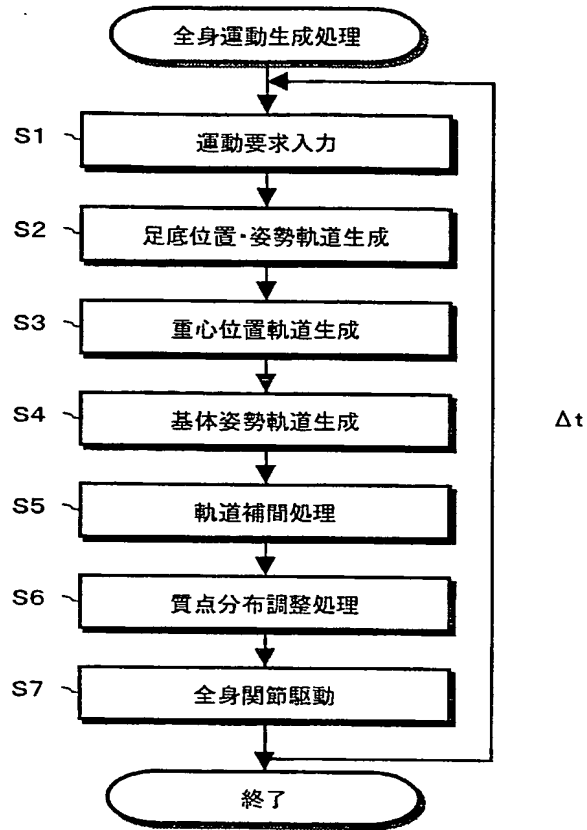 全身運動生成処理
S1
運動要求入力
S2
足底位置・姿勢軌道生成
S3
重心位置軌道生成
S4
基体姿勢軌道生成
Δt
S5
軌道補間処理
S6
質点分布調整処理
S7
全身関節駆動
終了